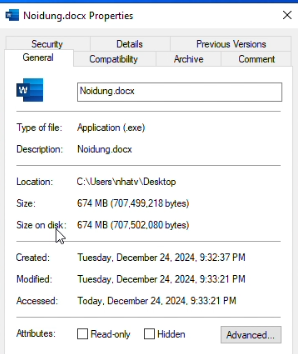 Noidung.docx Properties
Security Details Previous Versions
General Compatibility Archive Comment
W
Noidung.docx
Type of file: Application (.exe)
Description: Noidung.docx
Location: C:\Users\nhatv\Desktop
Size: 674 MB (707,499,218 bytes)
Size on disk: 674 MB (707,502,080 bytes)
Created: Tuesday, December 24, 2024, 9:32:37 PM
Modified: Tuesday, December 24, 2024, 9:33:21 PM
Accessed: Today, December 24, 2024, 9:33:21 PM
Attributes: Read-only Hidden Advanced...